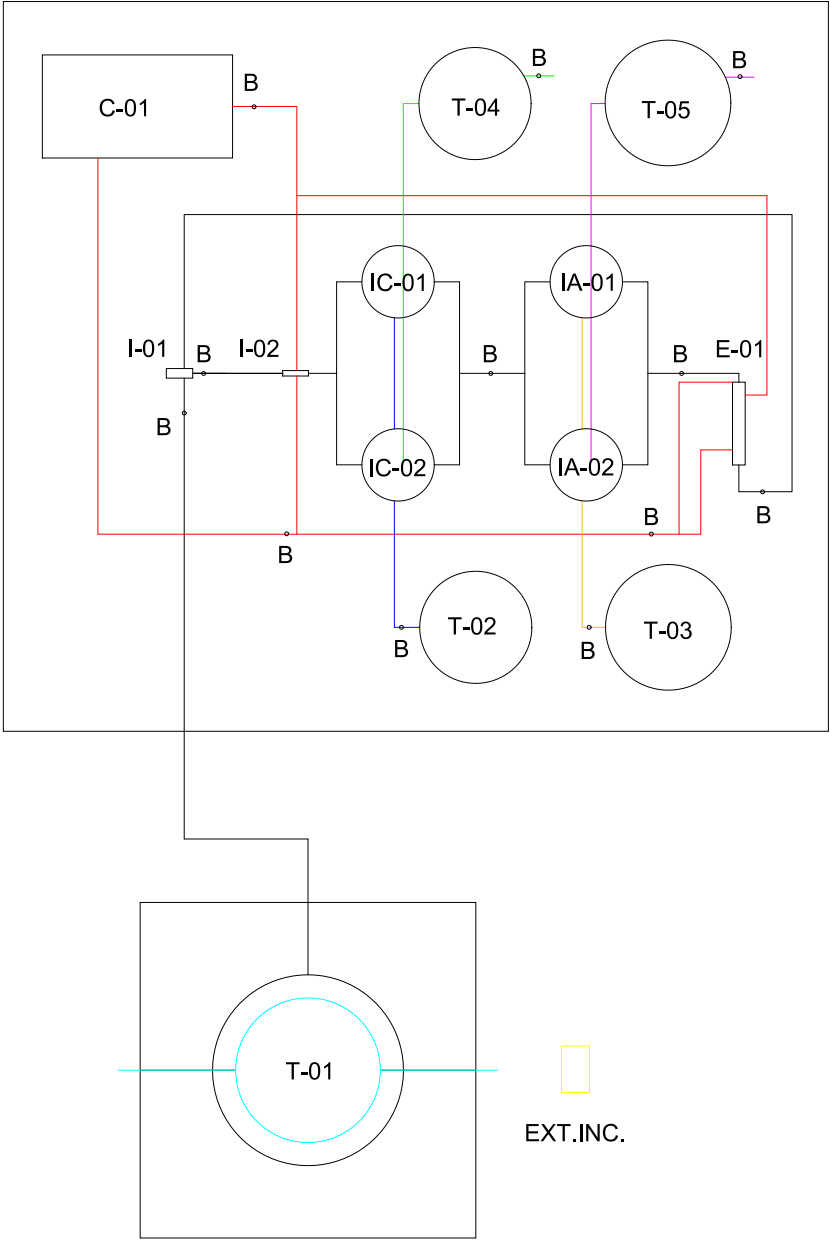 B
B
B
C-01
T-04
T-05
IC-01
IA-01
I-01
B
I-02
B
B
E-01
B
IC-02
IA-02
B
B
B
T-02
T-03
B
B
T-01
EXT.INC.